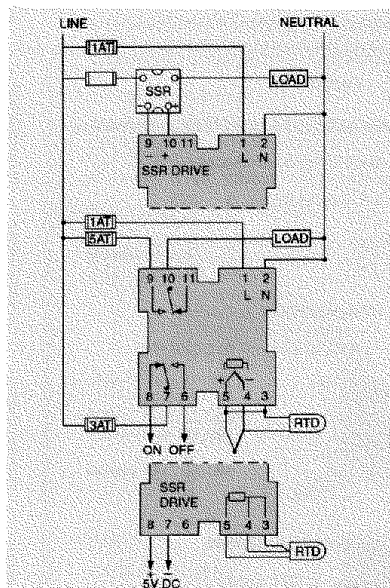 LINE NEUTRAL
1AT
LOAD
SSR
9 10 11 1 2
− + L N
SSR DRIVE
1AT
5AT LOAD
9 10 11 1 2
L N
+ −
8 7 6 5 4 3
3AT RTD
ON OFF
SSR
DRIVE
8 7 6 5 4 3
RTD
5V DC